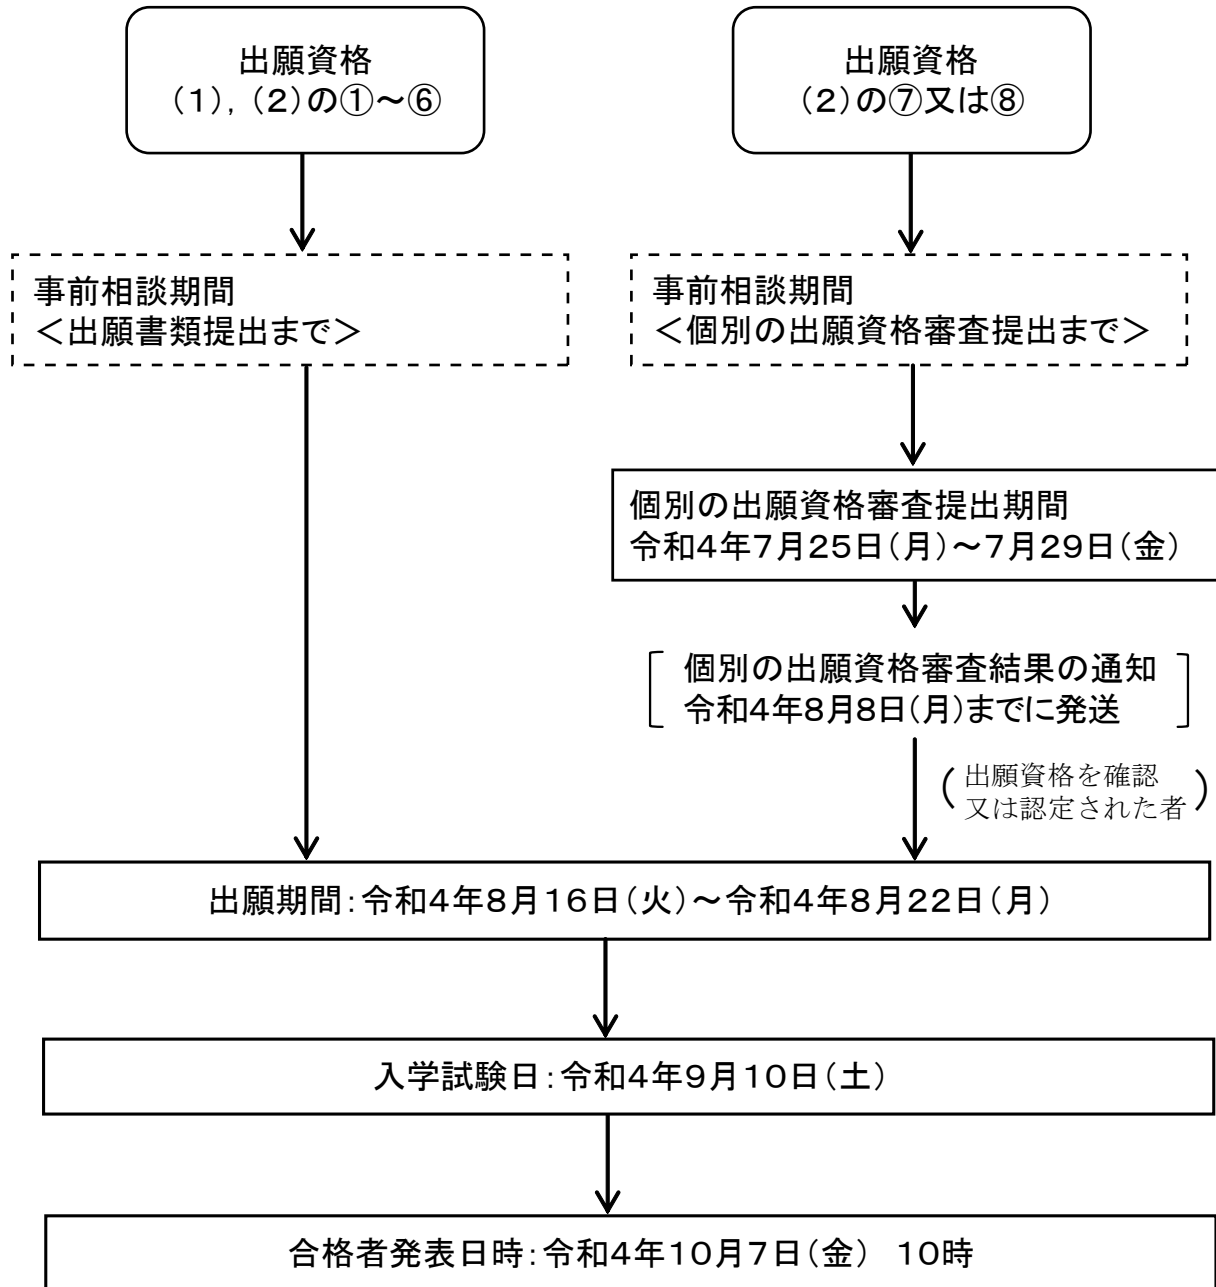 出願資格
(1), (2)の①～⑥
出願資格
(2)の⑦又は⑧
事前相談期間
＜出願書類提出まで＞
事前相談期間
＜個別の出願資格審査提出まで＞
個別の出願資格審査提出期間
令和4年7月25日(月)～7月29日(金)
個別の出願資格審査結果の通知
令和4年8月8日(月)までに発送
出願資格を確認
又は認定された者
出願期間:令和4年8月16日(火)～令和4年8月22日(月)
入学試験日:令和4年9月10日(土)
合格者発表日時:令和4年10月7日(金) 10時